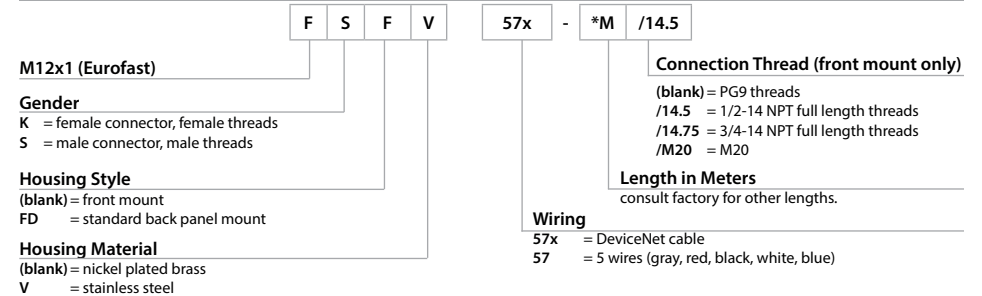 F S F V 57x - *M /14.5
M12x1 (Eurofast)
Gender
K = female connector, female threads
S = male connector, male threads
Housing Style
(blank) = front mount
FD = standard back panel mount
Housing Material
(blank) = nickel plated brass
V = stainless steel
Connection Thread (front mount only)
(blank) = PG9 threads
/14.5 = 1/2-14 NPT full length threads
/14.75 = 3/4-14 NPT full length threads
/M20 = M20
Length in Meters
consult factory for other lengths.
Wiring
57x = DeviceNet cable
57 = 5 wires (gray, red, black, white, blue)